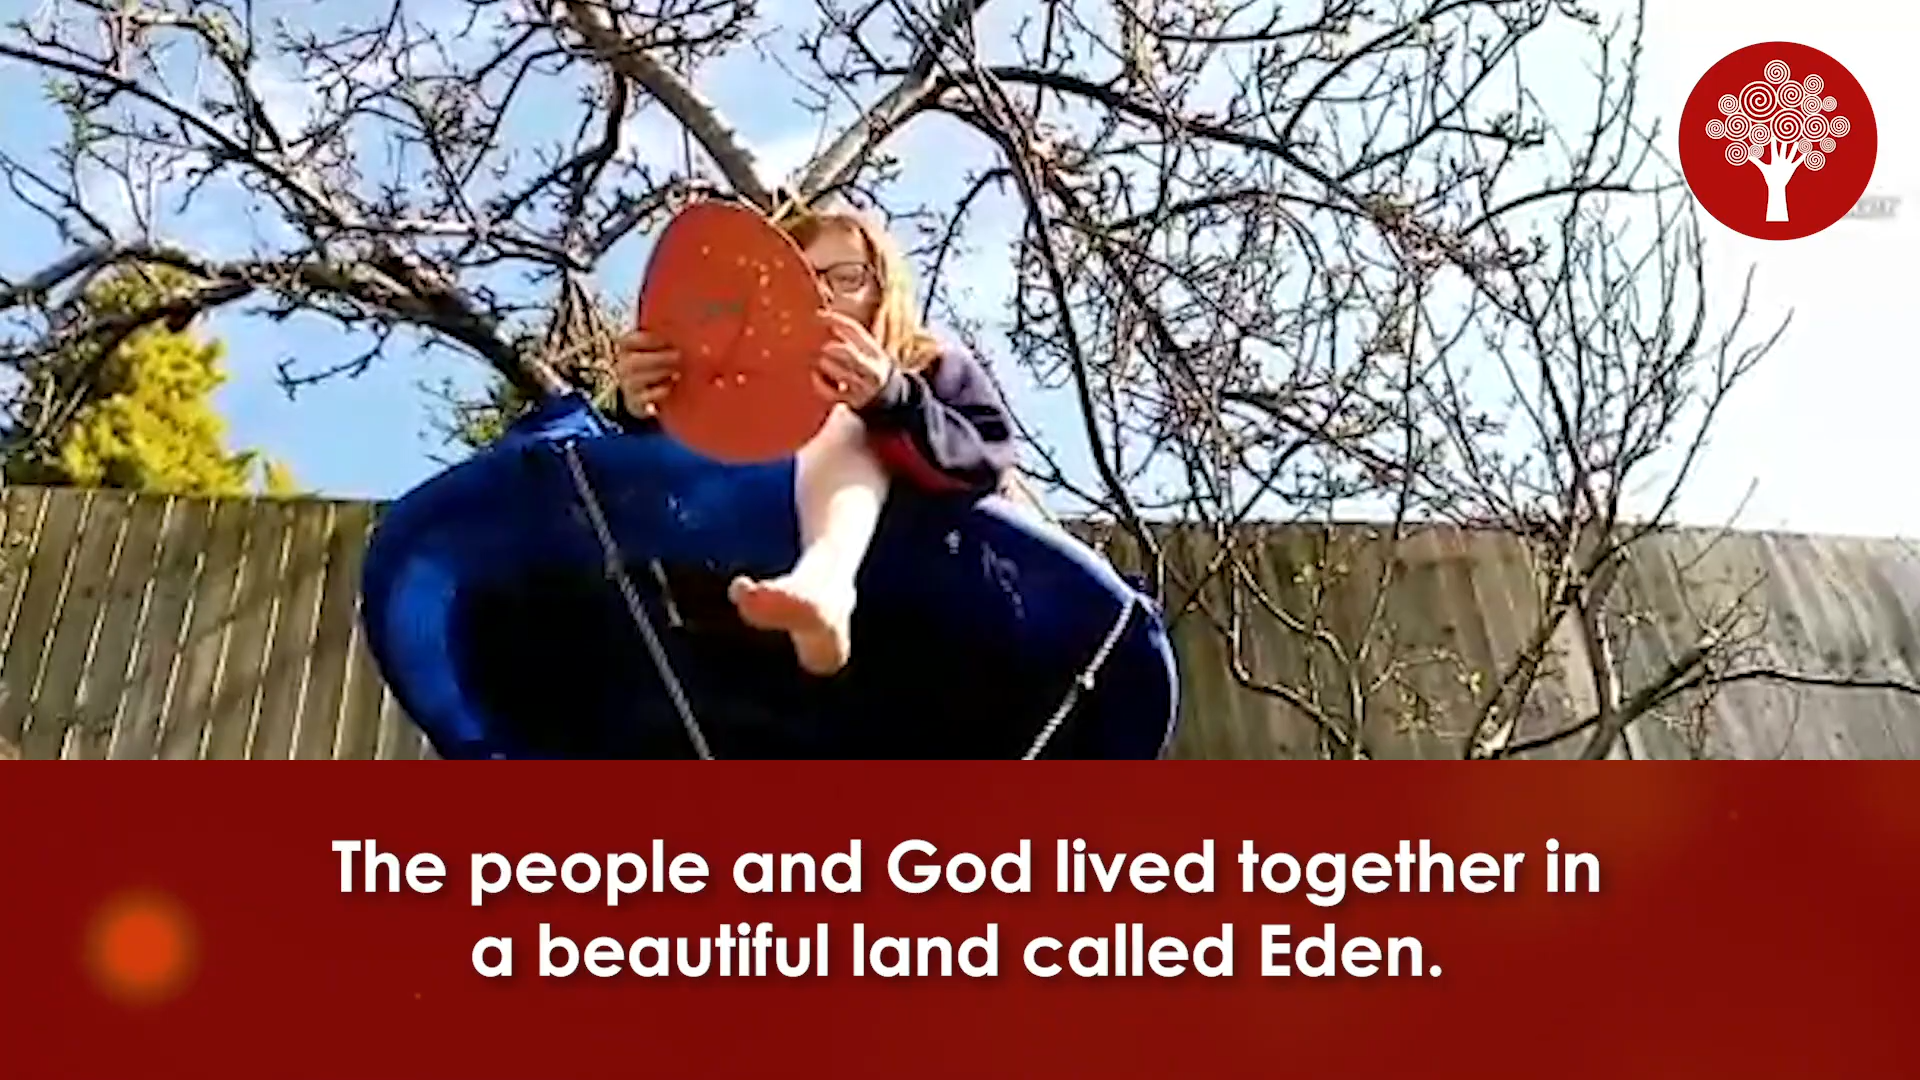 The people and God lived together in
a beautiful land called Eden.